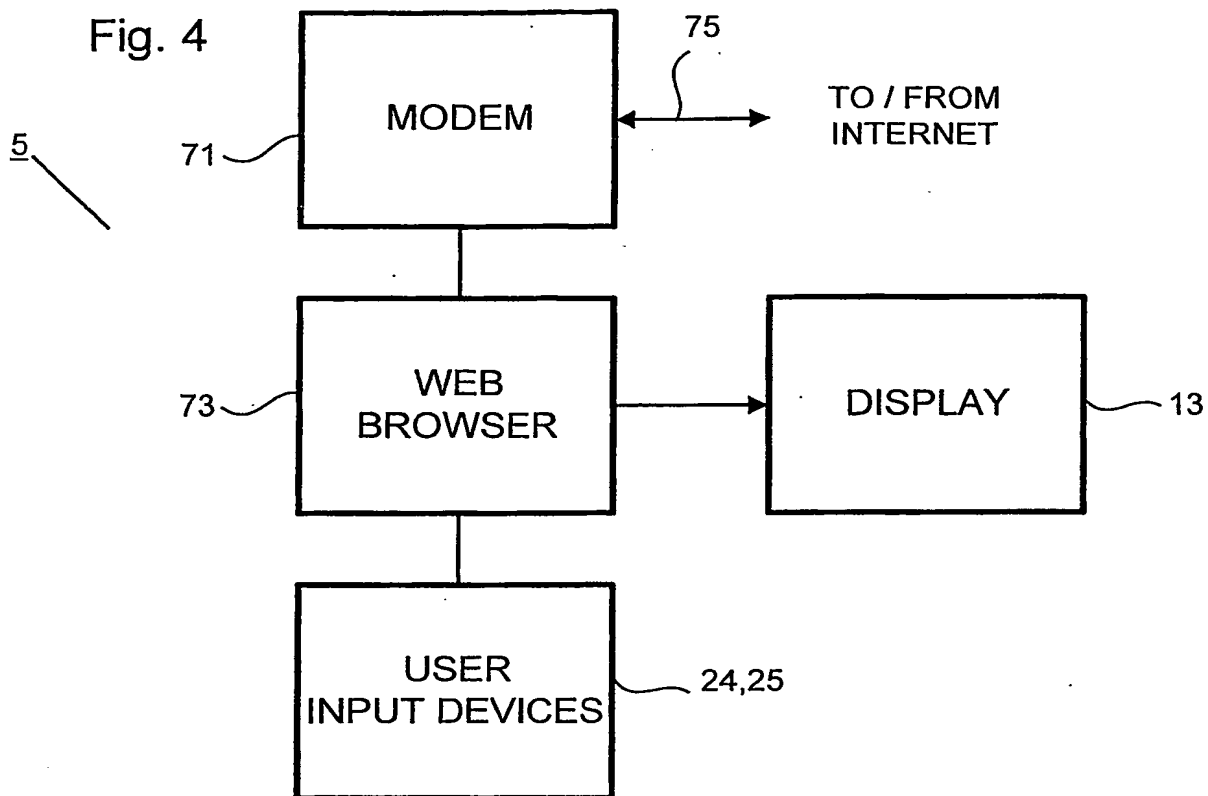 Fig. 4
75
MODEM
TO / FROM
INTERNET
71
5
WEB
BROWSER
73
DISPLAY
13
USER
INPUT DEVICES
24,25